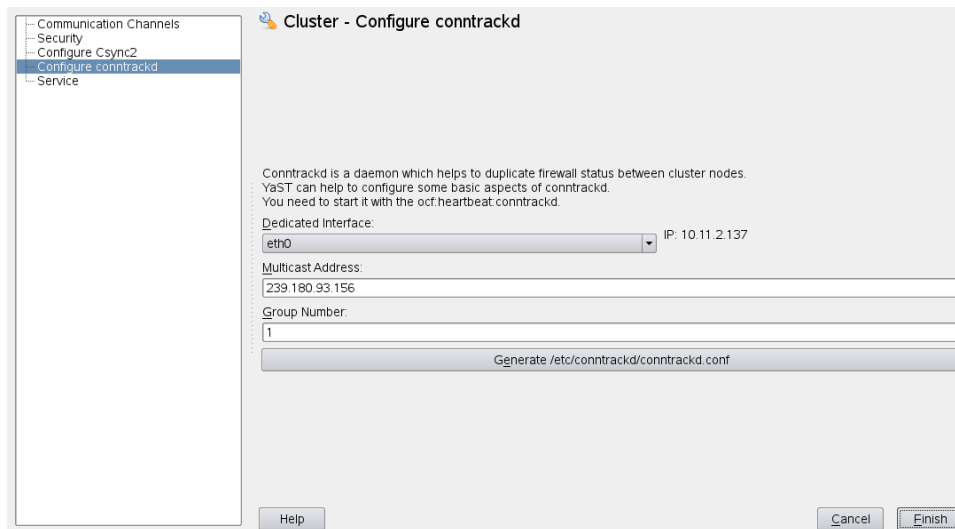 Communication Channels
Security
Configure Csync2
Configure conntrackd
Service
Cluster - Configure conntrackd
Conntrackd is a daemon which helps to duplicate firewall status between cluster nodes.
YaST can help to configure some basic aspects of conntrackd.
You need to start it with the ocf:heartbeat:conntrackd.
Dedicated Interface:
eth0
IP: 10.11.2.137
Multicast Address:
239.180.93.156
Group Number:
1
Generate /etc/conntrackd/conntrackd.conf
Help
Cancel
Finish